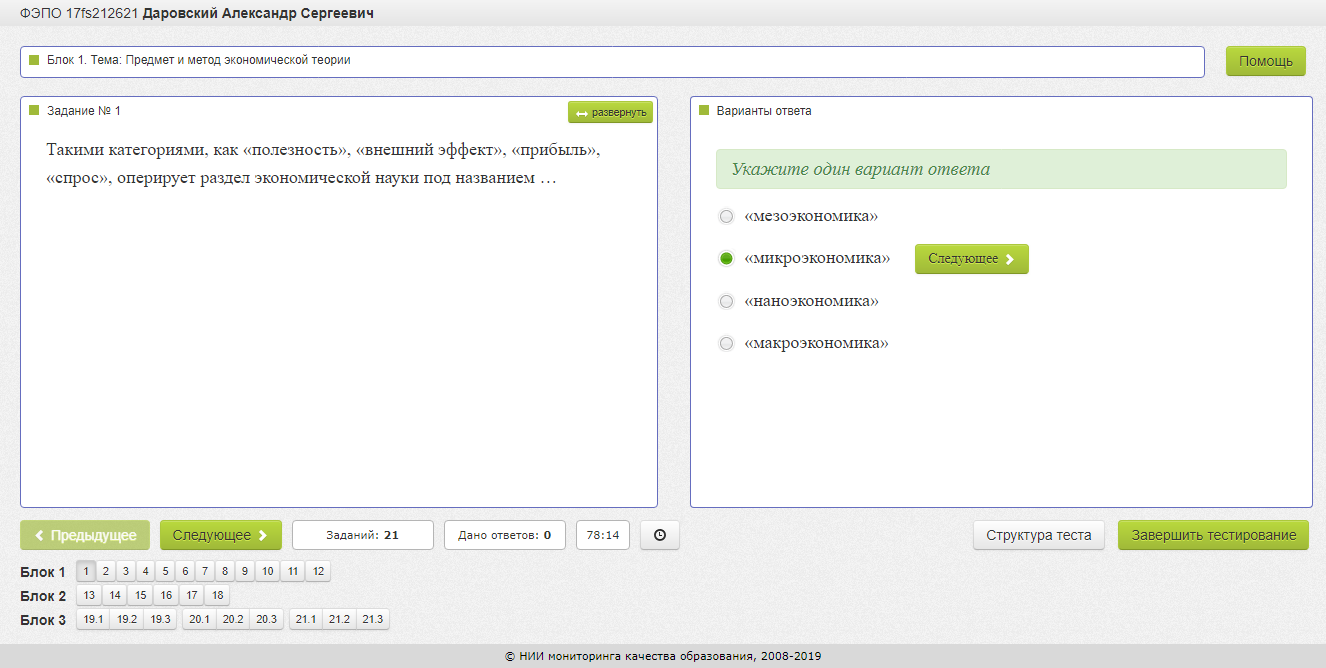 ФЭПО 17fs212621 Даровский Александр Сергеевич
Блок 1. Тема: Предмет и метод экономической теории
Помощь
Задание № 1
развернуть
Такими категориями, как «полезность», «внешний эффект», «прибыль»,
«спрос», оперирует раздел экономической науки под названием …
Варианты ответа
Укажите один вариант ответа
«мезоэкономика»
«микроэкономика»
Следующее
«наноэкономика»
«макроэкономика»
Предыдущее
Следующее
Заданий: 21
Дано ответов: 0
78:14
Структура теста
Завершить тестирование
Блок 1 1 2 3 4 5 6 7 8 9 10 11 12
Блок 2 13 14 15 16 17 18
Блок 3 19.1 19.2 19.3 20.1 20.2 20.3 21.1 21.2 21.3
© НИИ мониторинга качества образования, 2008-2019